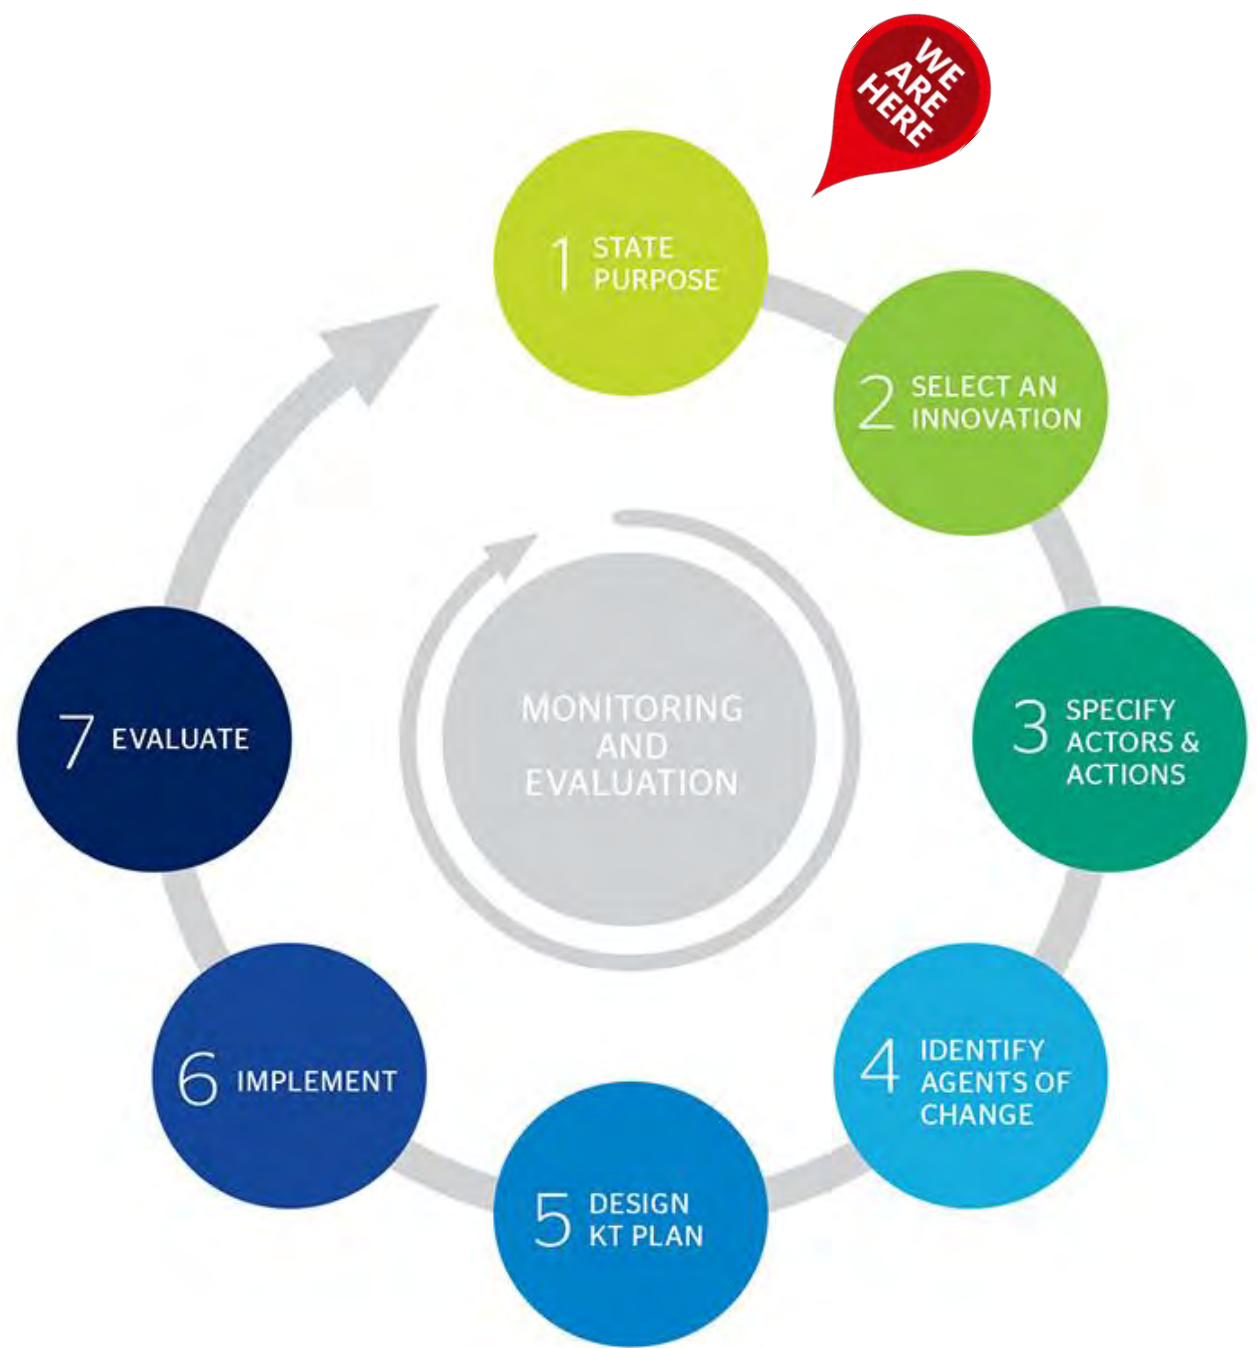 WE
ARE
HERE
1 STATE
PURPOSE
2 SELECT AN
INNOVATION
3 SPECIFY
ACTORS &
ACTIONS
4 IDENTIFY
AGENTS OF
CHANGE
5 DESIGN
KT PLAN
6 IMPLEMENT
7 EVALUATE
MONITORING
AND
EVALUATION